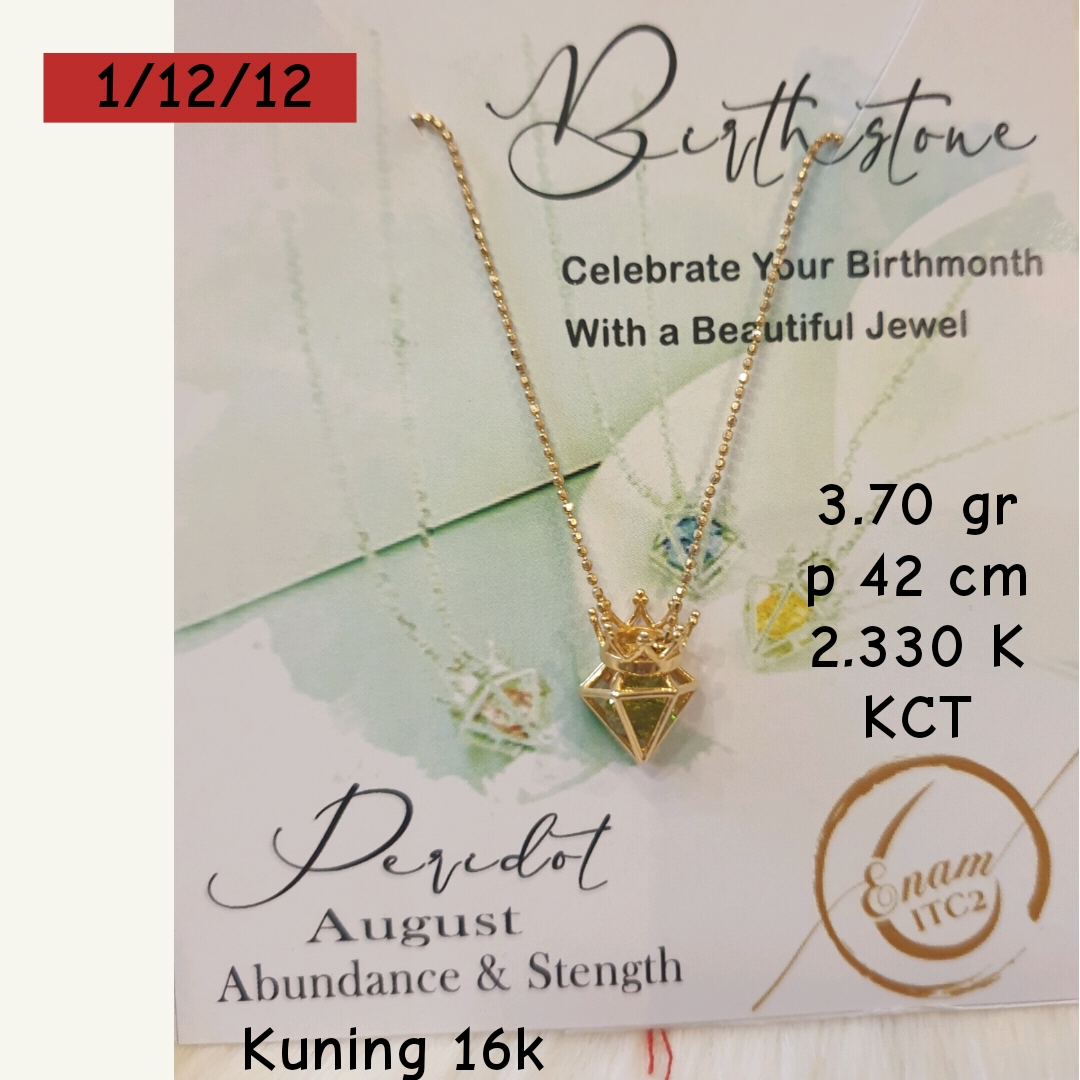 1/12/12
Birthstone
Celebrate Your Birthmonth
With a Beautiful Jewel
3.70 gr
p 42 cm
2.330 K
KCT
Enam
ITC2
Peridot
August
Abundance & Stength
Kuning 16k